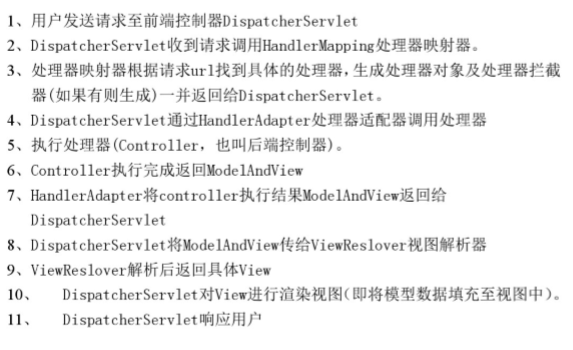 1、用户发送请求至前端控制器DispatcherServlet
2、DispatcherServlet收到请求调用HandlerMapping处理器映射器。
3、处理器映射器根据请求url找到具体的处理器,生成处理器对象及处理器拦截
器(如果有则生成)一并返回给DispatcherServlet。
4、DispatcherServlet通过HandlerAdapter处理器适配器调用处理器
5、执行处理器(Controller，也叫后端控制器)。
6、Controller执行完成返回ModelAndView
7、HandlerAdapter将controller执行结果ModelAndView返回给
DispatcherServlet
8、DispatcherServlet将ModelAndView传给ViewReslover视图解析器
9、ViewReslover解析后返回具体View
10、 DispatcherServlet对View进行渲染视图(即将模型数据填充至视图中)。
11、 DispatcherServlet响应用户